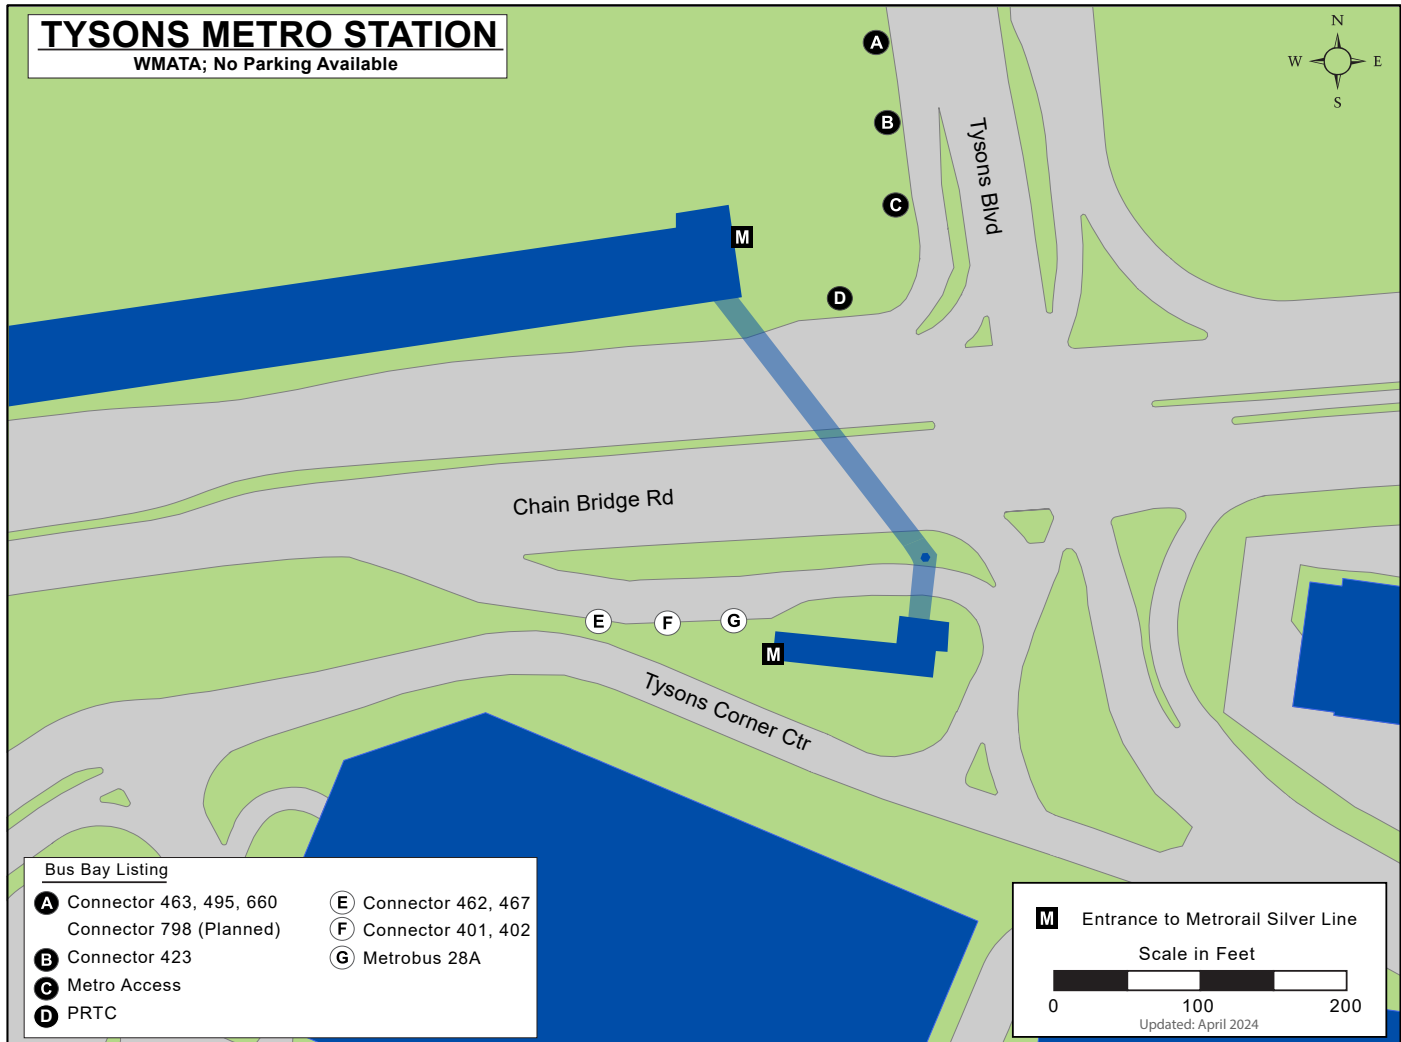 TYSONS METRO STATION
WMATA; No Parking Available
N
W E
S
A
B
C
D
Tysons Blvd
M
Chain Bridge Rd
E
F
G
M
Tysons Corner Ctr
Bus Bay Listing
A Connector 463, 495, 660
Connector 798 (Planned)
B Connector 423
C Metro Access
D PRTC
E Connector 462, 467
F Connector 401, 402
G Metrobus 28A
M Entrance to Metrorail Silver Line
Scale in Feet
0 100 200
Updated: April 2024